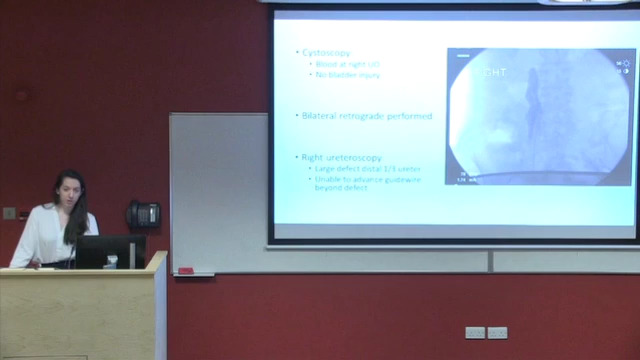 • Cystoscopy
• Blood at right UO
• No bladder injury
• Bilateral retrograde performed
• Right ureteroscopy
• Large defect distal 1/3 ureter
• Unable to advance guidewire
beyond defect
RIGHT